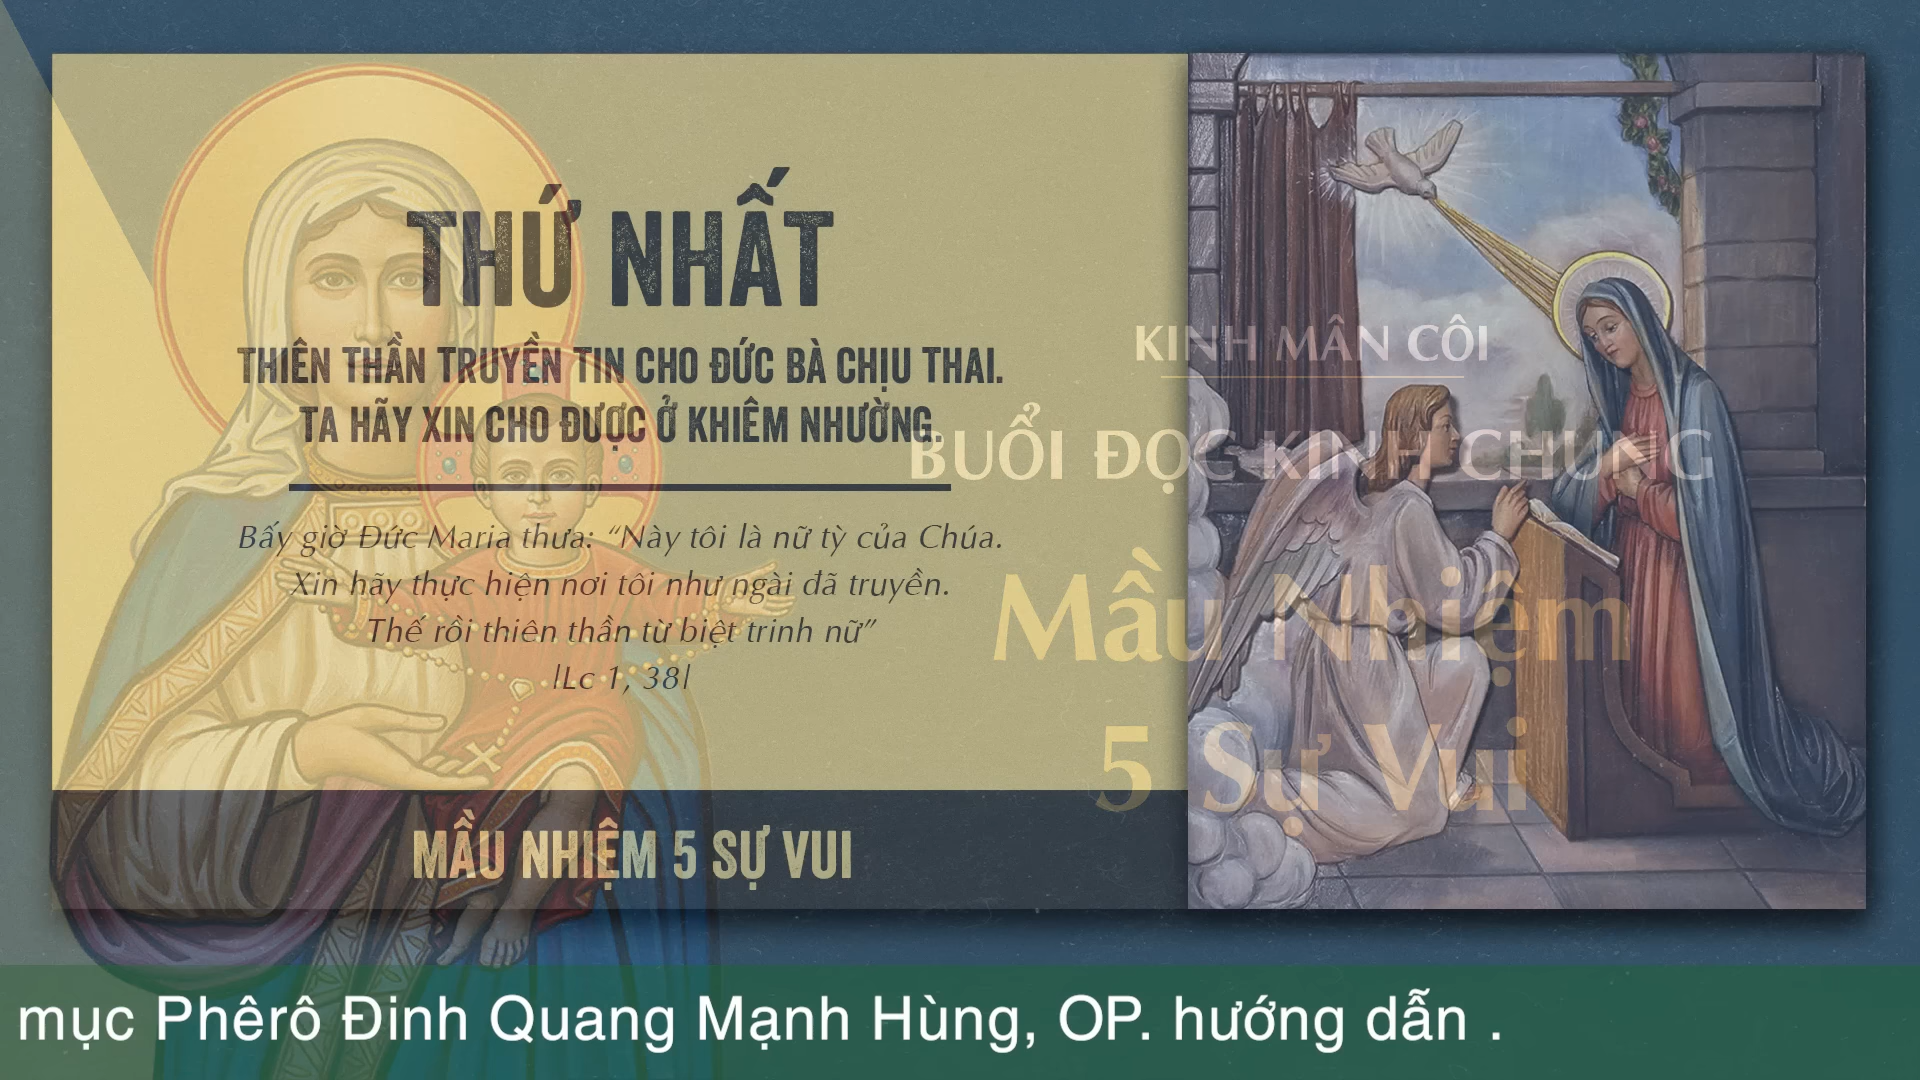 THỨ NHẤT
THIÊN THẦN TRUYỀN TIN CHO ĐỨC BÀ CHỊU THAI.
TA HÃY XIN CHO ĐƯỢC Ở KHIÊM NHƯỜNG.
Bấy giờ Đức Maria thưa: “Này tôi là nữ tỳ của Chúa.
Xin hãy thực hiện nơi tôi như ngài đã truyền.
Thế rồi thiên thần từ biệt trinh nữ”
|Lc 1, 38|
MẦU NHIỆM 5 SỰ VUI
KINH MÂN CÔI
BUỔI ĐỌC KINH CHUNG
Mầu Nhiệm
5 Sự Vui
mục Phêrô Đinh Quang Mạnh Hùng, OP. hướng dẫn .